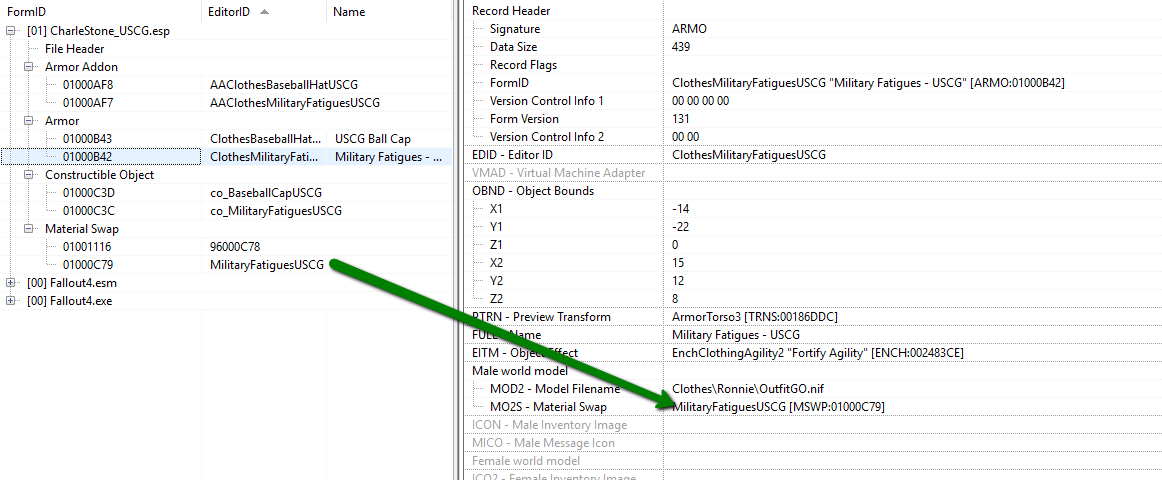 FormID EditorID Name
[01] CharleStone_USCG.esp
File Header
Armor Addon
01000AF8 AAClothesBaseballHatUSCG
01000AF7 AAClothesMilitaryFatiguesUSCG
Armor
01000B43 ClothesBaseballHat... USCG Ball Cap
01000B42 ClothesMilitaryFati... Military Fatigues - ...
Constructible Object
01000C3D co_BaseballCapUSCG
01000C3C co_MilitaryFatiguesUSCG
Material Swap
01001116 96000C78
01000C79 MilitaryFatiguesUSCG
[00] Fallout4.esm
[00] Fallout4.exe
Record Header
Signature ARMO
Data Size 439
Record Flags
FormID ClothesMilitaryFatiguesUSCG "Military Fatigues - USCG" [ARMO:01000B42]
Version Control Info 1 00 00 00 00
Form Version 131
Version Control Info 2 00 00
EDID - Editor ID ClothesMilitaryFatiguesUSCG
VMAD - Virtual Machine Adapter
OBND - Object Bounds
X1 -14
Y1 -22
Z1 0
X2 15
Y2 12
Z2 8
PTRN - Preview Transform ArmorTorso3 [TRNS:00186DDC]
FULL - Name Military Fatigues - USCG
EITM - Object Effect EnchClothingAgility2 "Fortify Agility" [ENCH:002483CE]
Male world model
MOD2 - Model Filename Clothes\Ronnie\OutfitGO.nif
MO2S - Material Swap MilitaryFatiguesUSCG [MSWP:01000C79]
ICON - Male Inventory Image
MICO - Male Message Icon
Female world model
ICO2 - Female Inventory Image